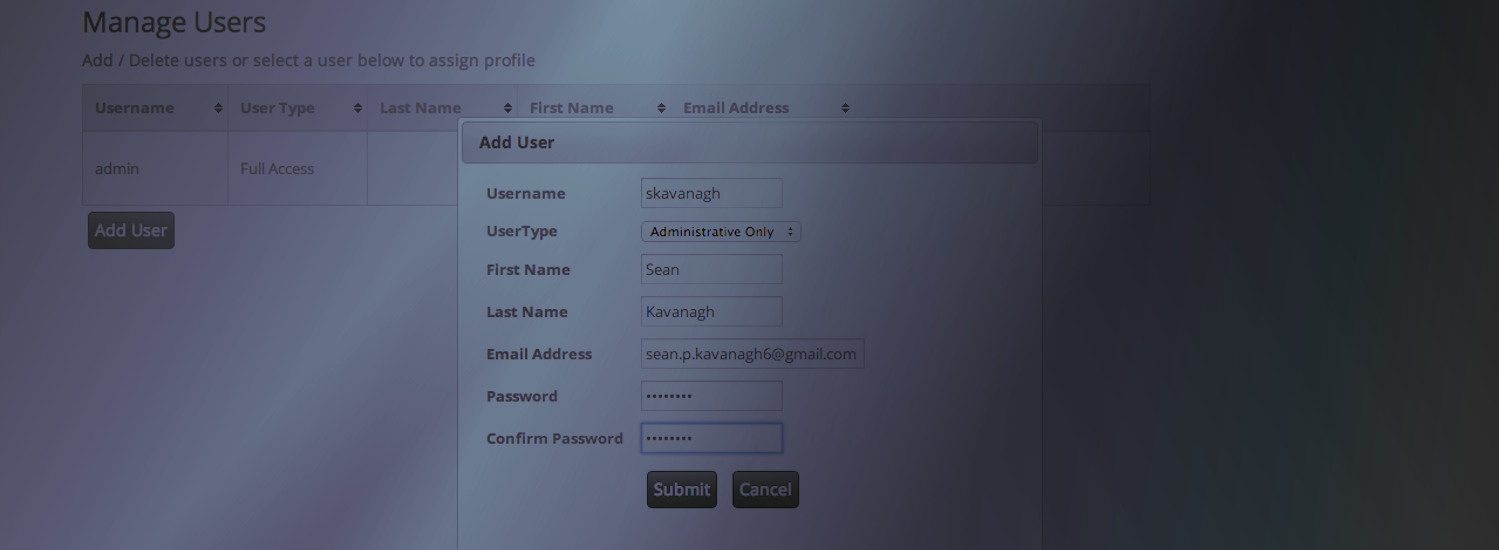 Manage Users
Add / Delete users or select a user below to assign profile
Username User Type Last Name First Name Email Address
admin Full Access
Add User
Add User
Username skavanagh
UserType Administrative Only
First Name Sean
Last Name Kavanagh
Email Address sean.p.kavanagh6@gmail.com
Password ••••••••
Confirm Password ••••••••
Submit Cancel